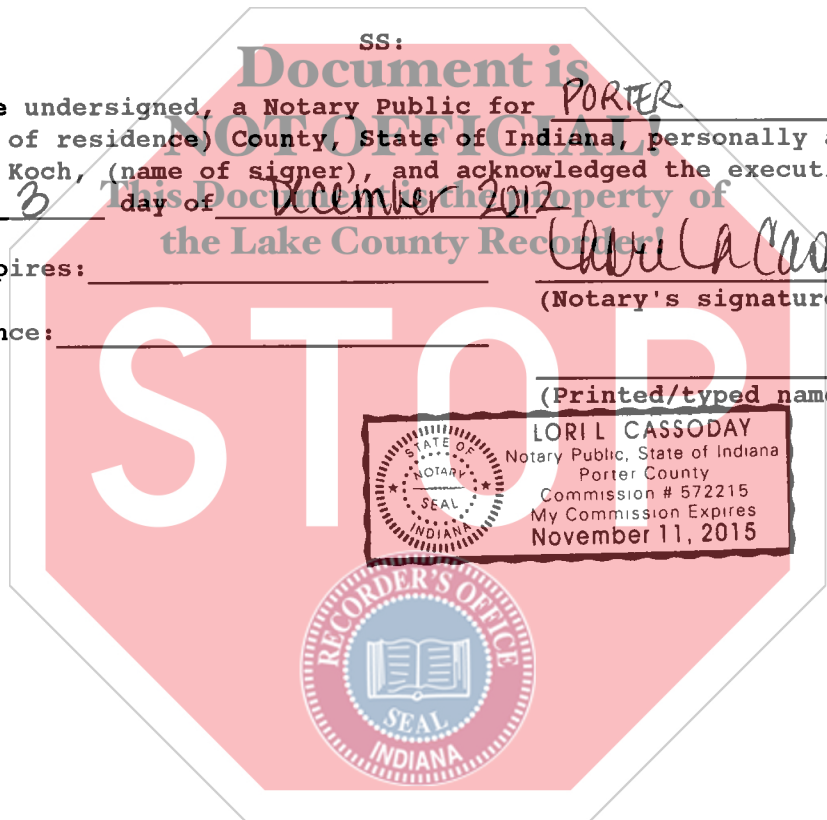 SS:
Document is
e undersigned, a Notary Public for PORTER
NOT OFFICIAL!
of residence) County, State of Indiana, personally a
Koch, (name of signer), and acknowledged the executi
This Document is the property of
3 day of December 2012
the Lake County Recorder!
pires:
(Notary's signature
nce:
STOP
(Printed/typed name
LORI L CASSODAY
Notary Public, State of Indiana
Porter County
Commission # 572215
My Commission Expires
November 11, 2015
STATE OF
NOTARY
SEAL
INDIANA
RECORDER'S OFFICE
SEAL
INDIANA